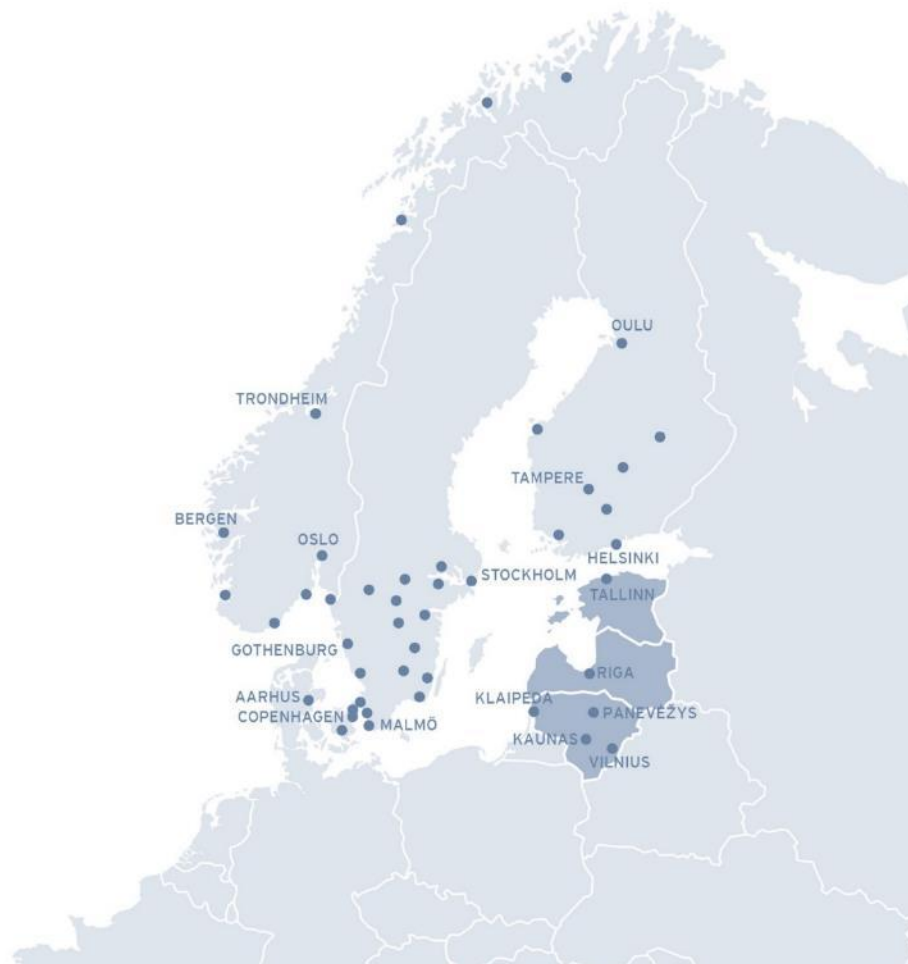 OULU
TRONDHEIM
TAMPERE
BERGEN
OSLO
HELSINKI
STOCKHOLM
TALLINN
GOTHENBURG
RIGA
AARHUS
KLAIPEDA
COPENHAGEN
PANEVĖŽYS
MALMÖ
KAUNAS
VILNIUS